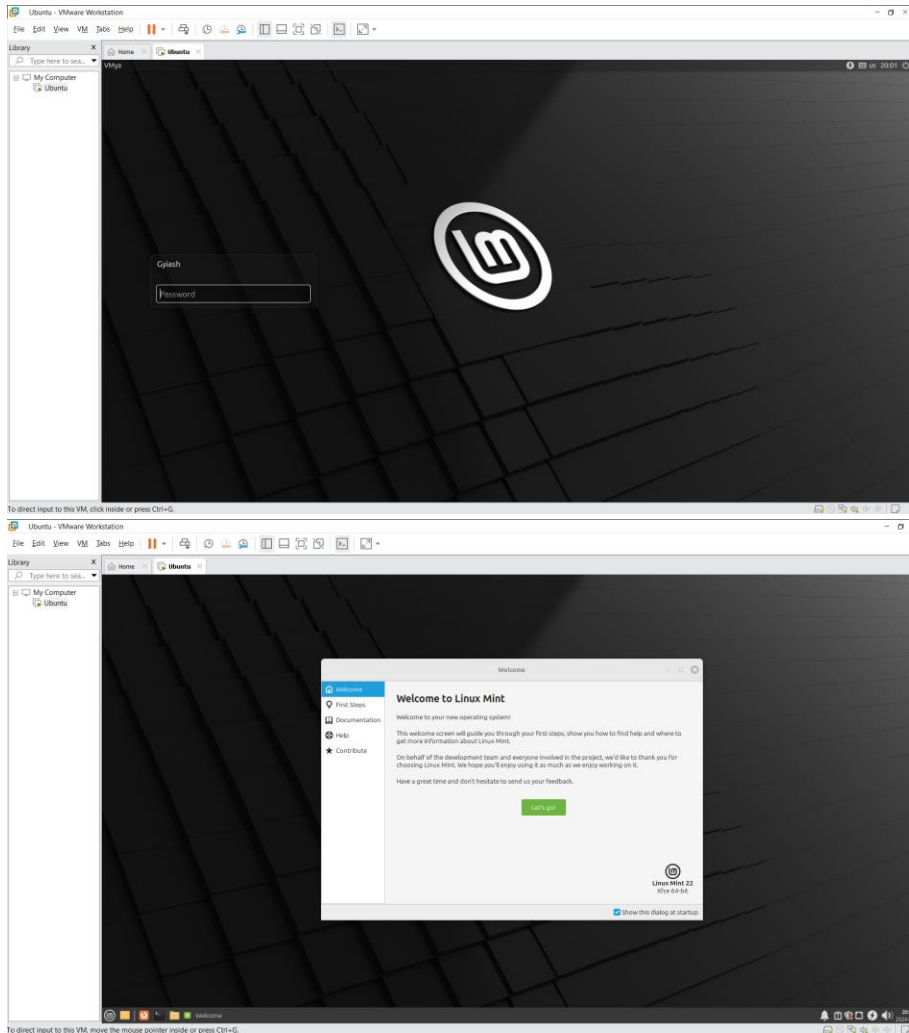 Ubuntu - VMware Workstation
File Edit View VM Tabs Help
Library
Type here to sea...
My Computer
Ubuntu
Home
Ubuntu
VMya
us 20:01
Gyiash
Password
To direct input to this VM, click inside or press Ctrl+G.
Ubuntu - VMware Workstation
File Edit View VM Tabs Help
Library
Type here to sea...
My Computer
Ubuntu
Home
Ubuntu
Welcome
Welcome
First Steps
Documentation
Help
Contribute
Welcome to Linux Mint
Welcome to your new operating system!
This welcome screen will guide you through your first steps, show you how to find help and where to
get more information about Linux Mint.
On behalf of the development team and everyone involved in the project, we'd like to thank you for
choosing Linux Mint. We hope you'll enjoy using it as much as we enjoy working on it.
Have a great time and don't hesitate to send us your feedback.
Let's go!
Linux Mint 22
Xfce 64-bit
Show this dialog at startup
Welcome
To direct input to this VM, move the mouse pointer inside or press Ctrl+G.